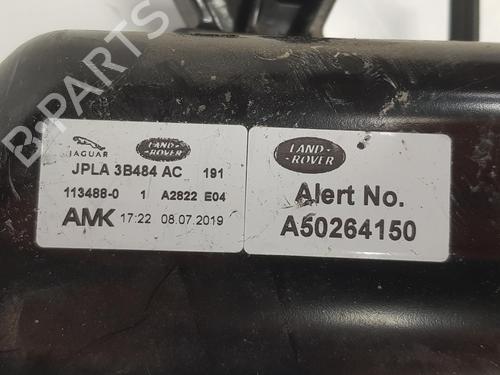 JAGUAR
LAND
ROVER
JPLA 3B484 AC 191
113486-0 1 A2822 E04
AMK 17:22 08.07.2019
LAND
ROVER
Alert No.
A50264150
B-PARTS